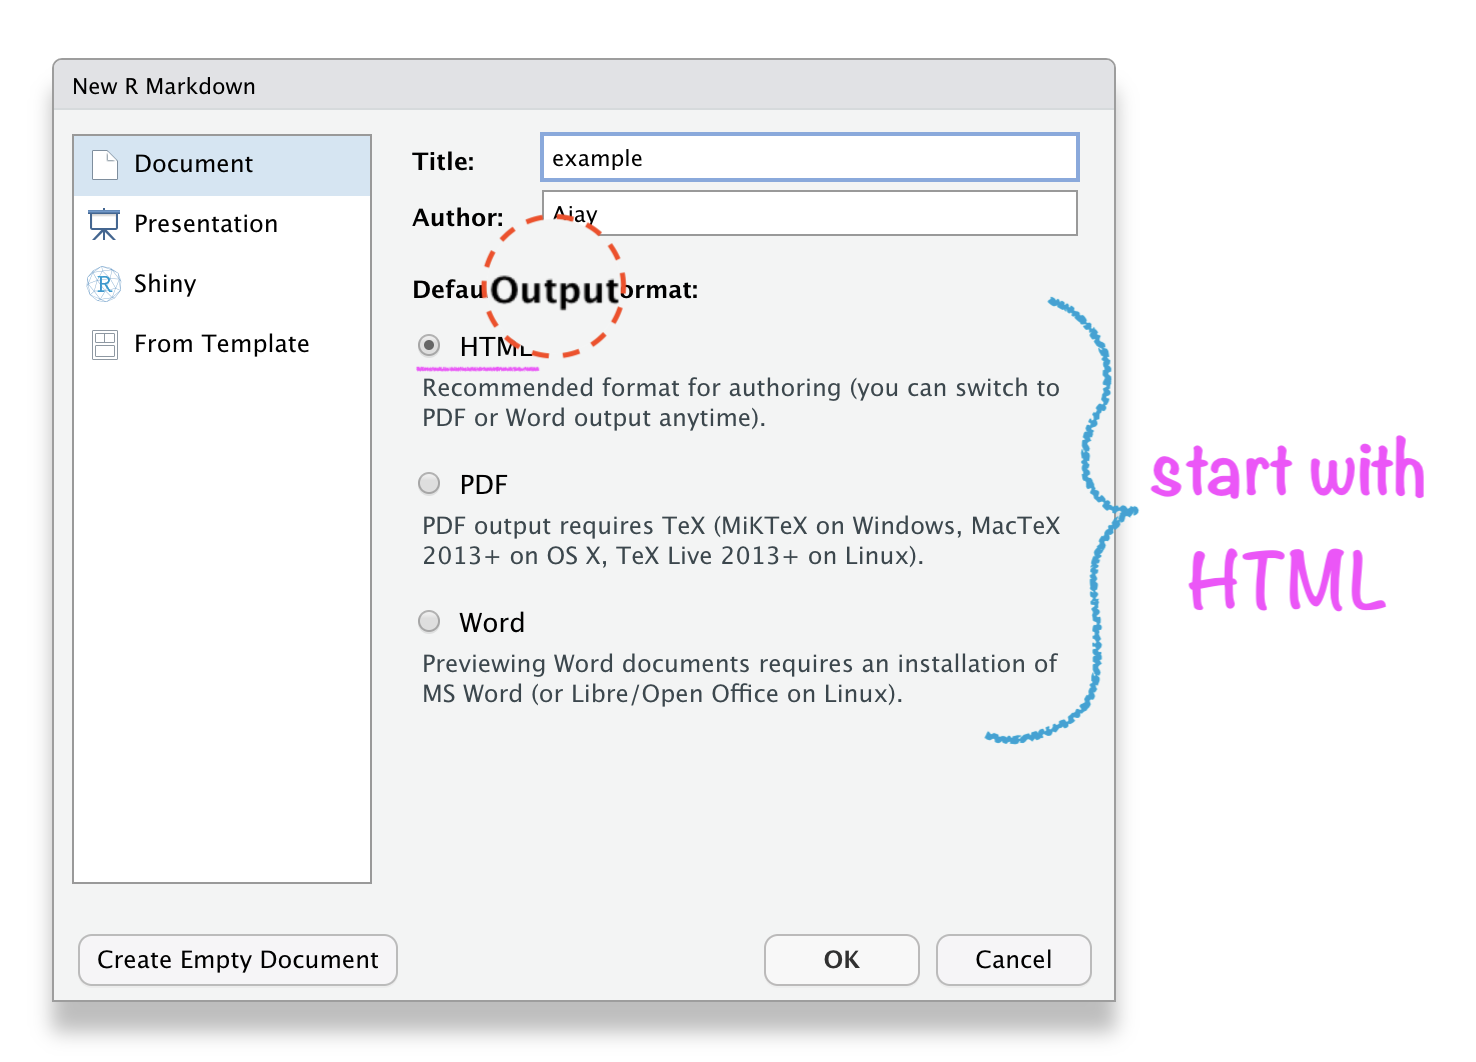 New R Markdown
Document
Presentation
R Shiny
From Template
Title: example
Author: Ajay
Defau Output ormat:
HTML
Recommended format for authoring (you can switch to
PDF or Word output anytime).
PDF
PDF output requires TeX (MiKTeX on Windows, MacTeX
2013+ on OS X, TeX Live 2013+ on Linux).
Word
Previewing Word documents requires an installation of
MS Word (or Libre/Open Office on Linux).
start with
HTML
Create Empty Document
OK
Cancel